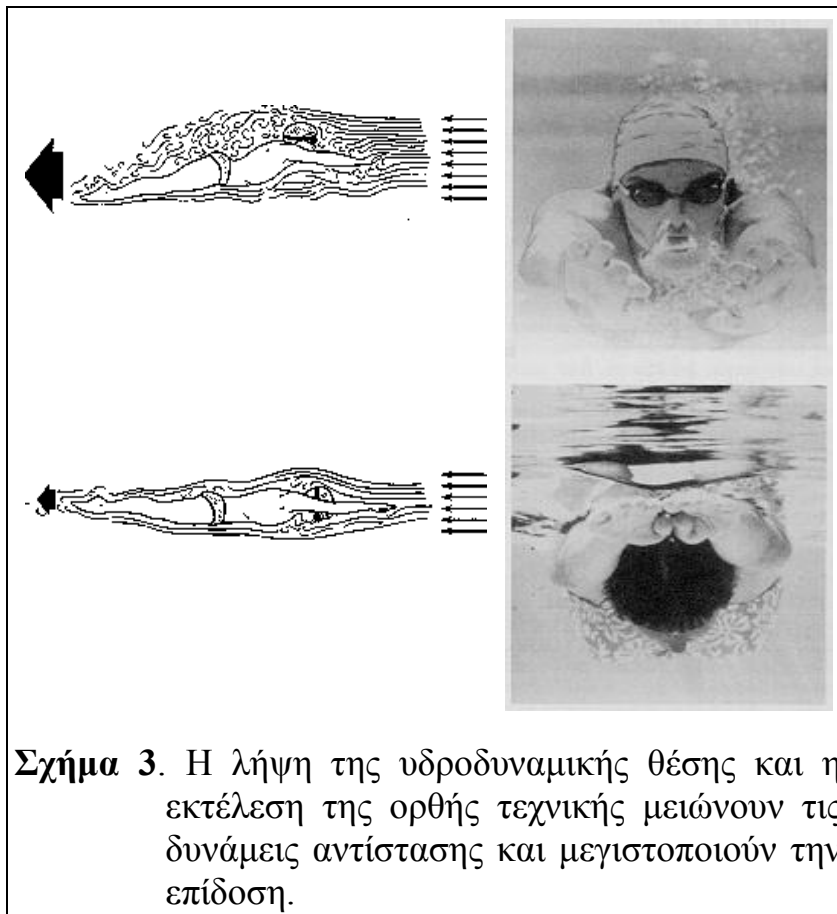 Σχήμα 3. Η λήψη της υδροδυναμικής θέσης και η
εκτέλεση της ορθής τεχνικής μειώνουν τις
δυνάμεις αντίστασης και μεγιστοποιούν την
επίδοση.